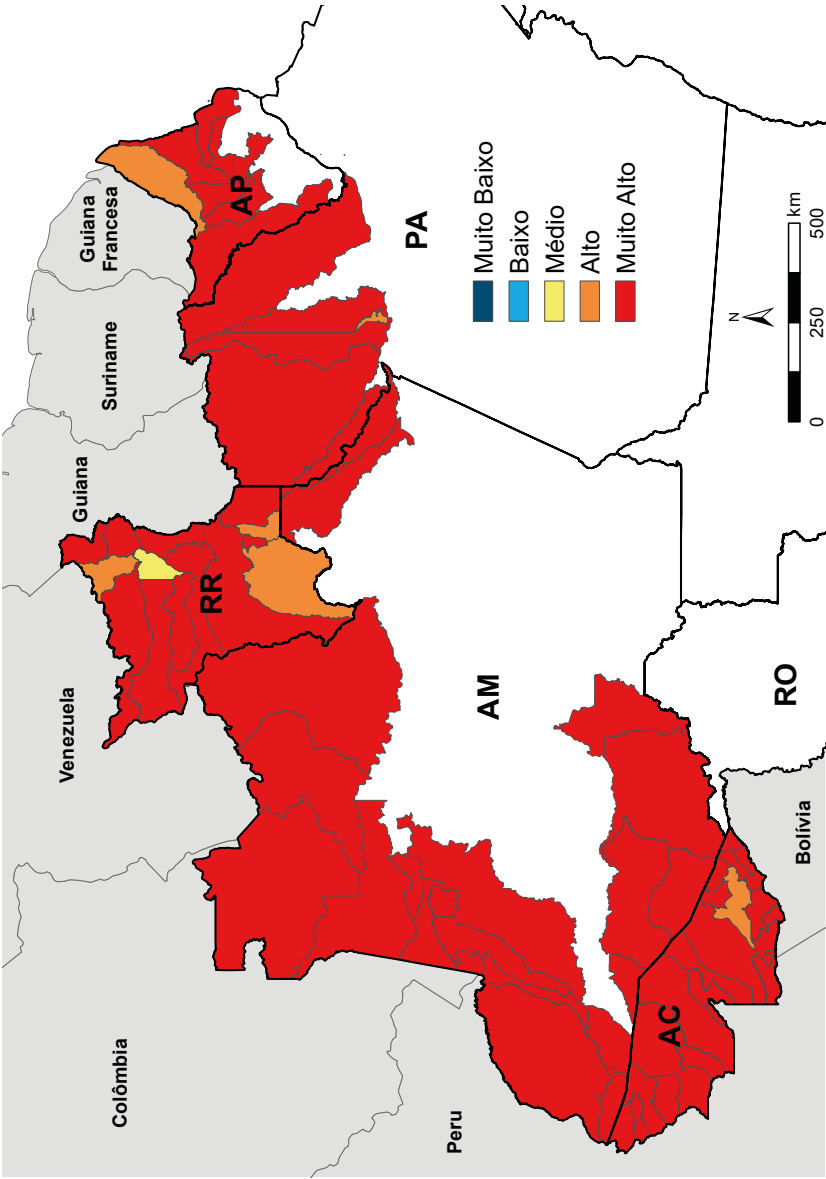 Guiana
Francesa
Suriname
Guiana
Venezuela
Colômbia
Peru
Bolívia
AP
PA
RR
AM
AC
RO
Muito Baixo
Baixo
Médio
Alto
Muito Alto
N
0 250 500 km